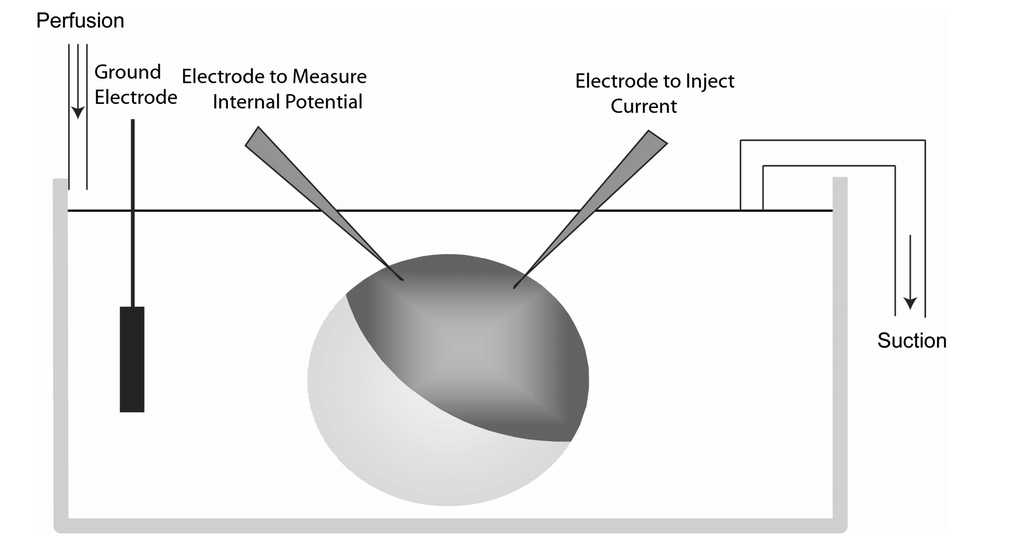 Perfusion
Ground
Electrode
Electrode to Measure
Internal Potential
Electrode to Inject
Current
Suction